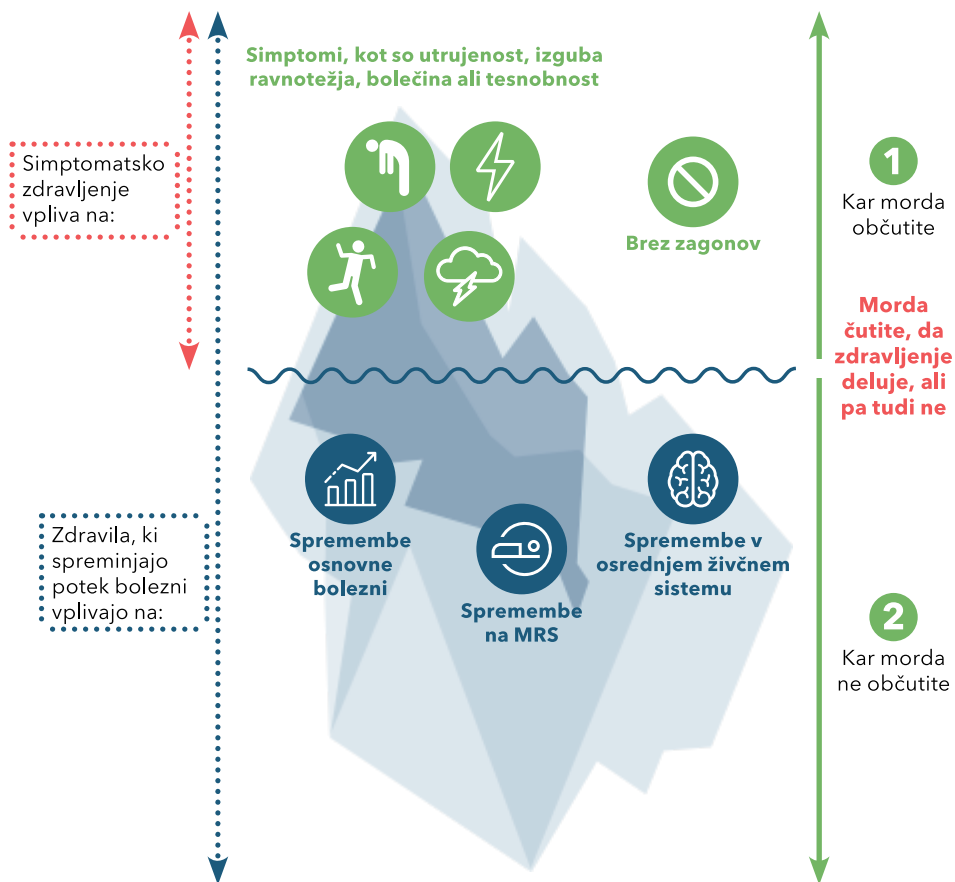 Simptomi, kot so utrujenost, izguba
ravnotežja, bolečina ali tesnobnost
Simptomatsko
zdravljenje
vpliva na:
Brez zagonov
1
Kar morda
občutite
Morda
čutite, da
zdravljenje
deluje, ali
pa tudi ne
Zdravila, ki
spreminjajo
potek bolezni
vplivajo na:
Spremembe
osnovne
bolezni
Spremembe
na MRS
Spremembe v
osrednjem živčnem
sistemu
2
Kar morda
ne občutite